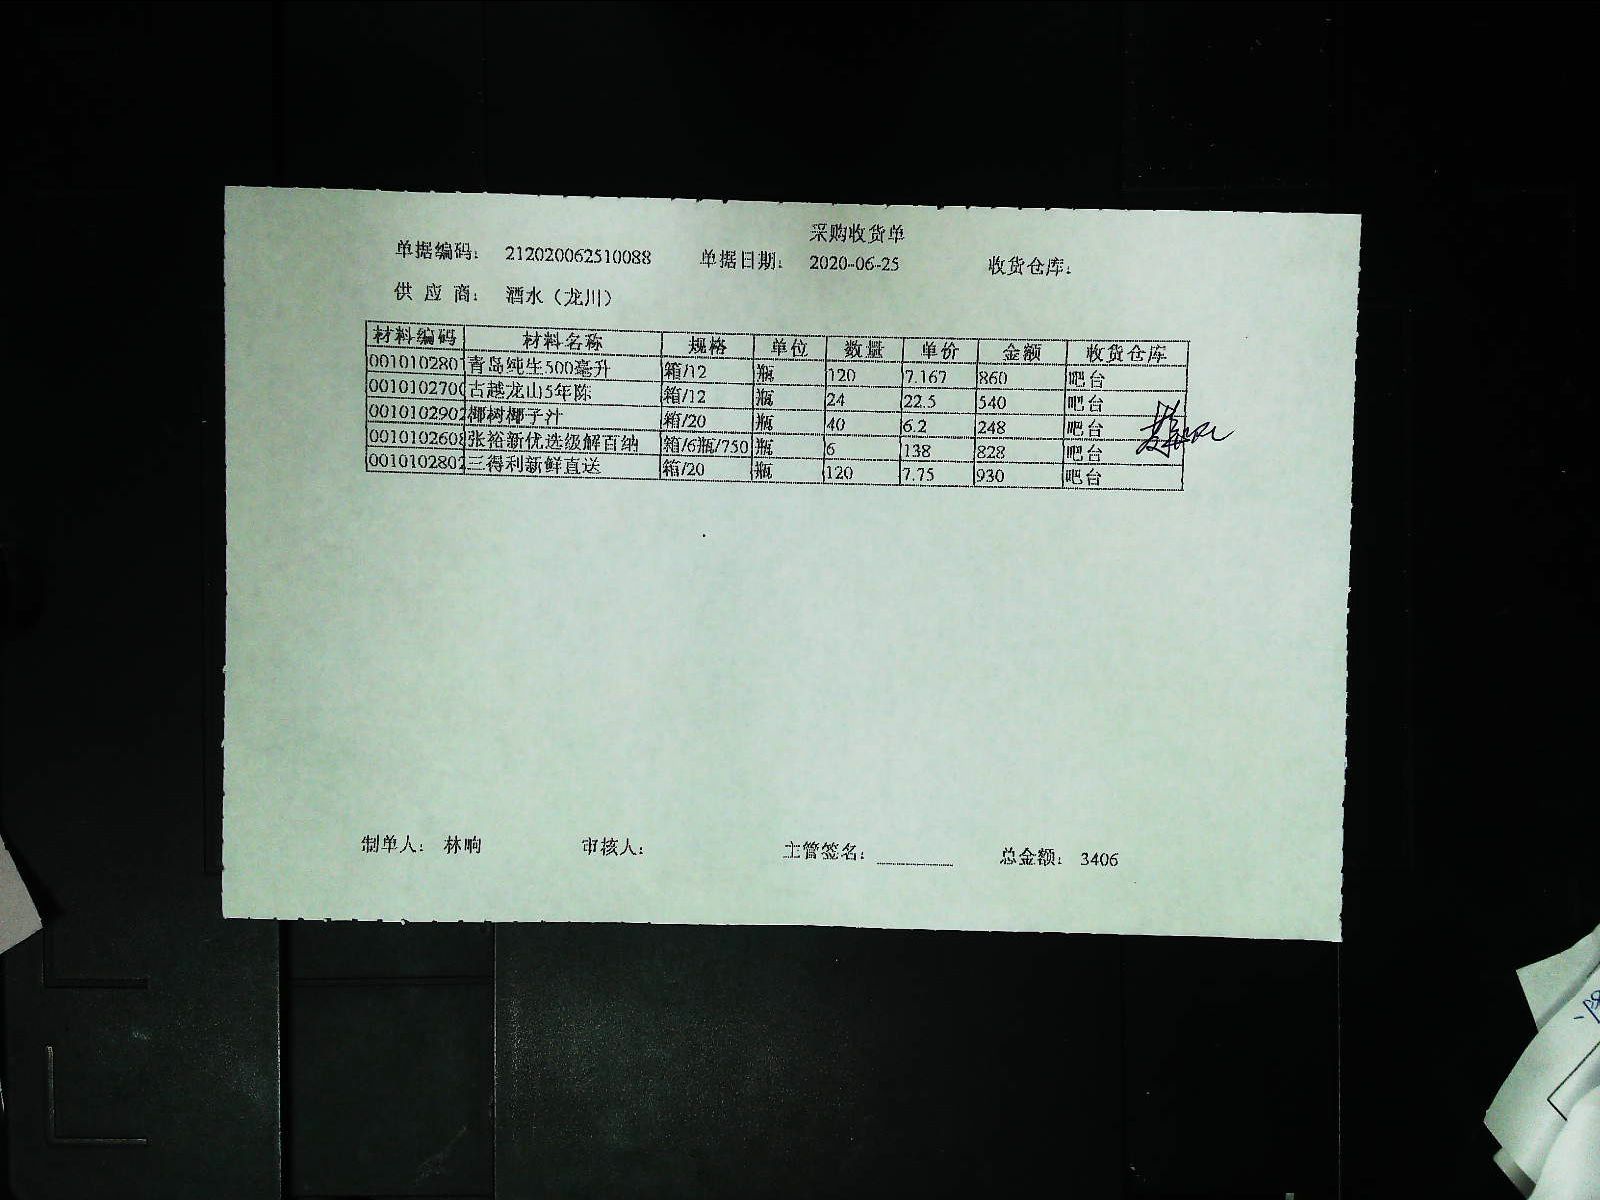 采购收货单
单据编码： 212020062510088 单据日期： 2020-06-25 收货仓库：
供 应 商： 酒水（龙川）
材料编码 材料名称 规格 单位 数量 单价 金额 收货仓库
0010102801 青岛纯生500毫升 箱/12 瓶 120 7.167 860 吧台
001010270 古越龙山5年陈 箱/12 瓶 24 22.5 540 吧台
0010102902 椰树椰子汁 箱/20 瓶 40 6.2 248 吧台
0010102608 张裕新优选级解百纳 箱/6瓶/750 瓶 6 138 828 吧台
0010102802 三得利新鲜直送 箱/20 瓶 120 7.75 930 吧台
制单人： 林响 审核人： 主管签名： 总金额： 3406